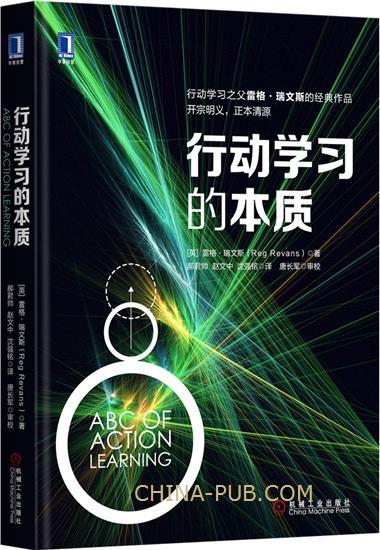 行动学习之父雷格·瑞文斯的经典作品
开宗明义，正本清源
行动学习
的本质
[英] 雷格·瑞文斯（Reg Revans）著
郝君帅 赵文中 沈强铭 译 唐长军 审校
ABC OF
ACTION
LEARNING
CHINA-PUB.COM
机械工业出版社
China Machine Press
华章经管
行动学习的本质
ABC OF ACTION LEARNING
[英] 雷格·瑞文斯（Reg Revans）著
郝君帅 赵文中 沈强铭 译 唐长军 审校
机械工业出版社
China Machine Press